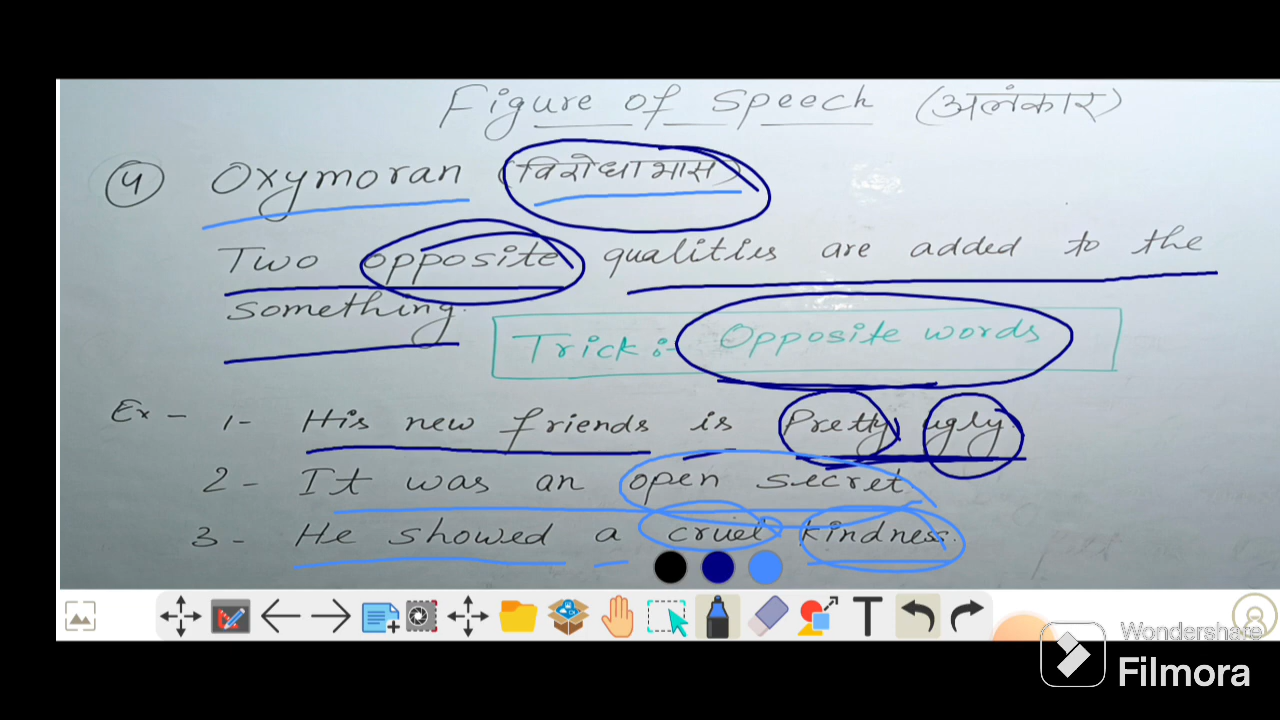 Figure of Speech (अलंकार)
4 Oxymoran (विरोधाभास)
Two opposite qualities are added to the
something.
Trick :- Opposite words
Ex - 1- His new friends is Pretty ugly.
2- It was an open secret
3- He showed a cruel kindness.
T
Wondershare
Filmora